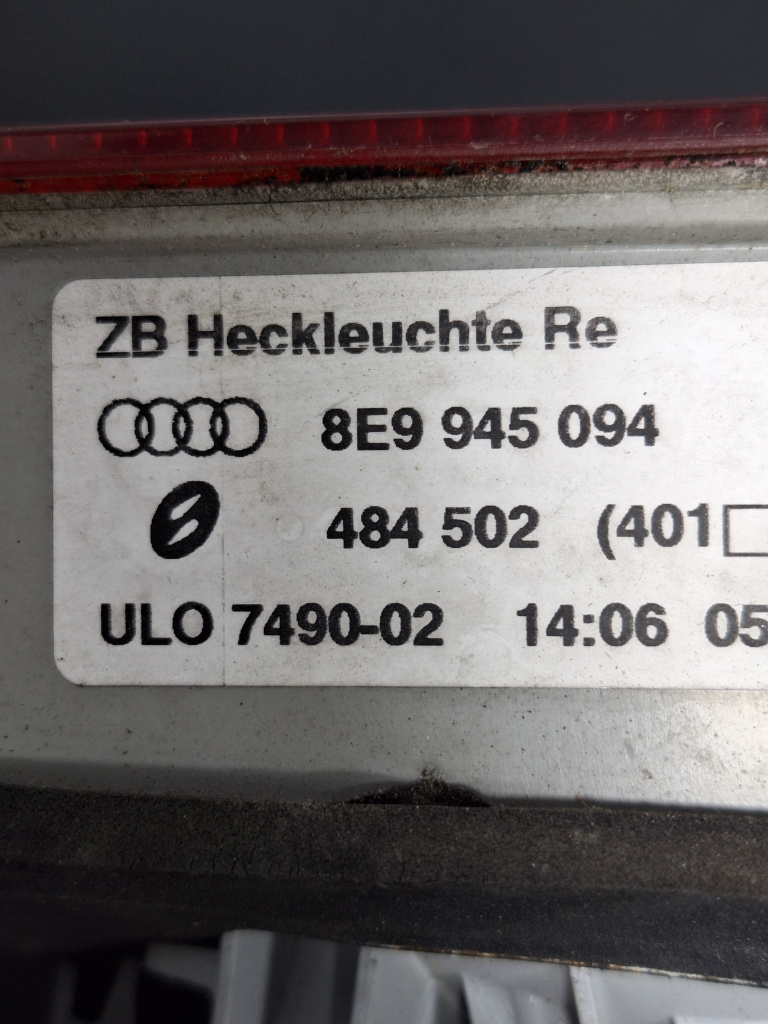 ZB Heckleuchte Re
8E9 945 094
484 502 (401
ULO 7490-02 14:06 05